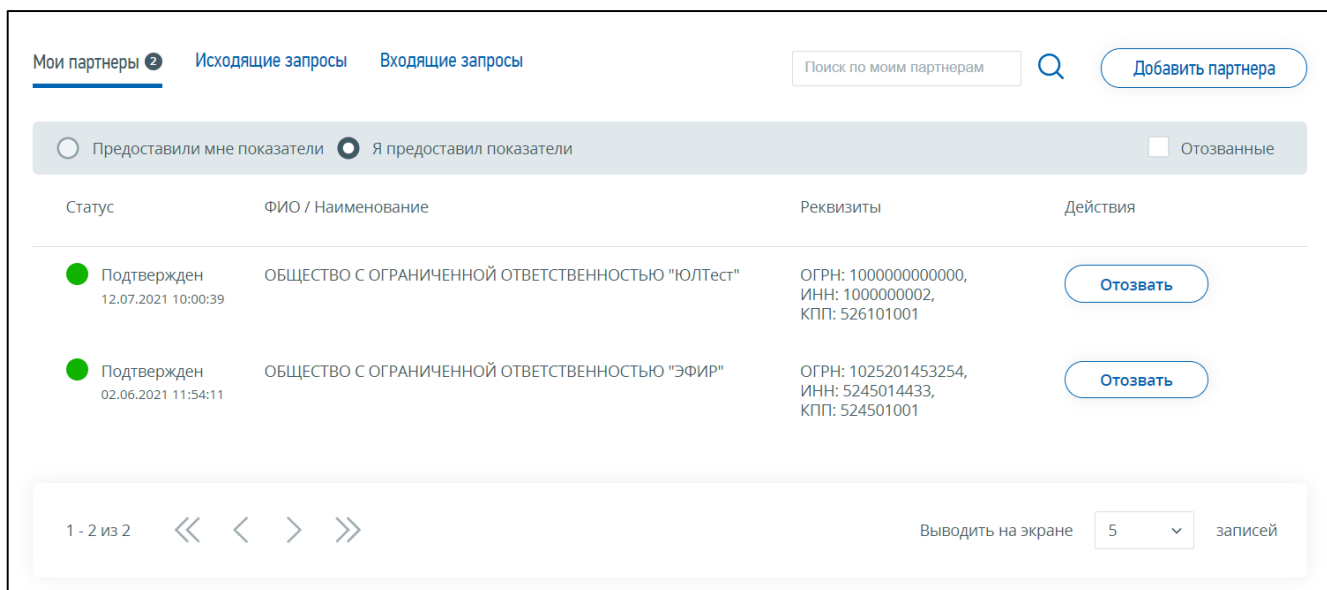 Мои партнеры 2 Исходящие запросы Входящие запросы Поиск по моим партнерам Добавить партнера
Предоставили мне показатели Я предоставил показатели Отозванные
Статус ФИО / Наименование Реквизиты Действия
Подтвержден ОБЩЕСТВО С ОГРАНИЧЕННОЙ ОТВЕТСТВЕННОСТЬЮ "ЮЛТест" ОГРН: 1000000000000, Отозвать
12.07.2021 10:00:39 ИНН: 1000000002,
КПП: 526101001
Подтвержден ОБЩЕСТВО С ОГРАНИЧЕННОЙ ОТВЕТСТВЕННОСТЬЮ "ЭФИР" ОГРН: 1025201453254, Отозвать
02.06.2021 11:54:11 ИНН: 5245014433,
КПП: 524501001
1 - 2 из 2 Выводить на экране 5 записей